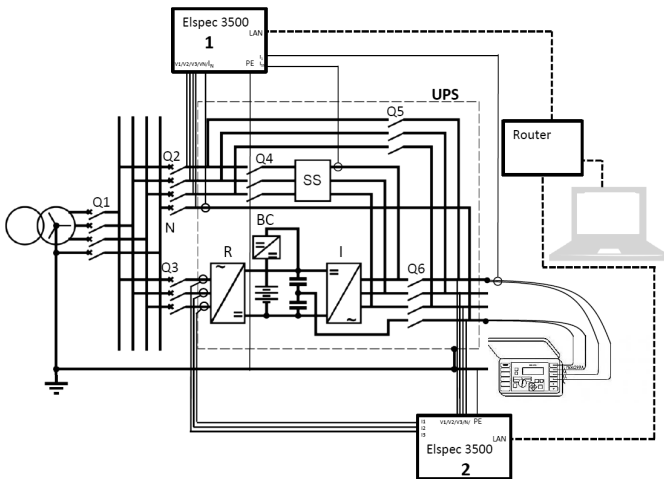 Elspec 3500
1
LAN
V1/V2/V3/VN/IN
PE
UPS
Q5
Router
Q2
Q4
SS
Q1
N
BC
R
I
Q3
Q6
I3
I2
I3
V1/V2/V3/N/
PE
LAN
Elspec 3500
2